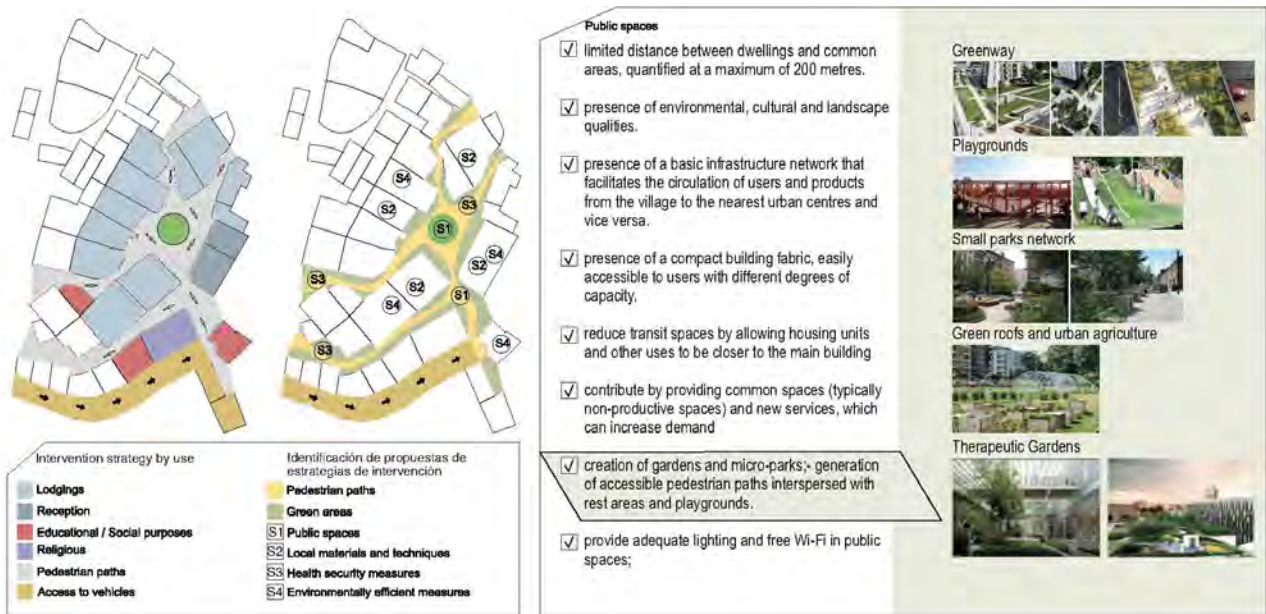 S2
S4
S2
S3
S1
S4
S2
S3
S2
S1
S4
S4
S3
Intervention strategy by use
Lodgings
Reception
Educational / Social purposes
Religious
Pedestrian paths
Access to vehicles
Identificación de propuestas de
estrategias de intervención
Pedestrian paths
Green areas
S1 Public spaces
S2 Local materials and techniques
S3 Health security measures
S4 Environmentally efficient measures
Public spaces
limited distance between dwellings and common
areas, quantified at a maximum of 200 metres.
presence of environmental, cultural and landscape
qualities.
presence of a basic infrastructure network that
facilitates the circulation of users and products
from the village to the nearest urban centres and
vice versa.
presence of a compact building fabric, easily
accessible to users with different degrees of
capacity.
reduce transit spaces by allowing housing units
and other uses to be closer to the main building
contribute by providing common spaces (typically
non-productive spaces) and new services, which
can increase demand
creation of gardens and micro-parks;- generation
of accessible pedestrian paths interspersed with
rest areas and playgrounds.
provide adequate lighting and free Wi-Fi in public
spaces;
Greenway
Playgrounds
Small parks network
Green roofs and urban agriculture
Therapeutic Gardens